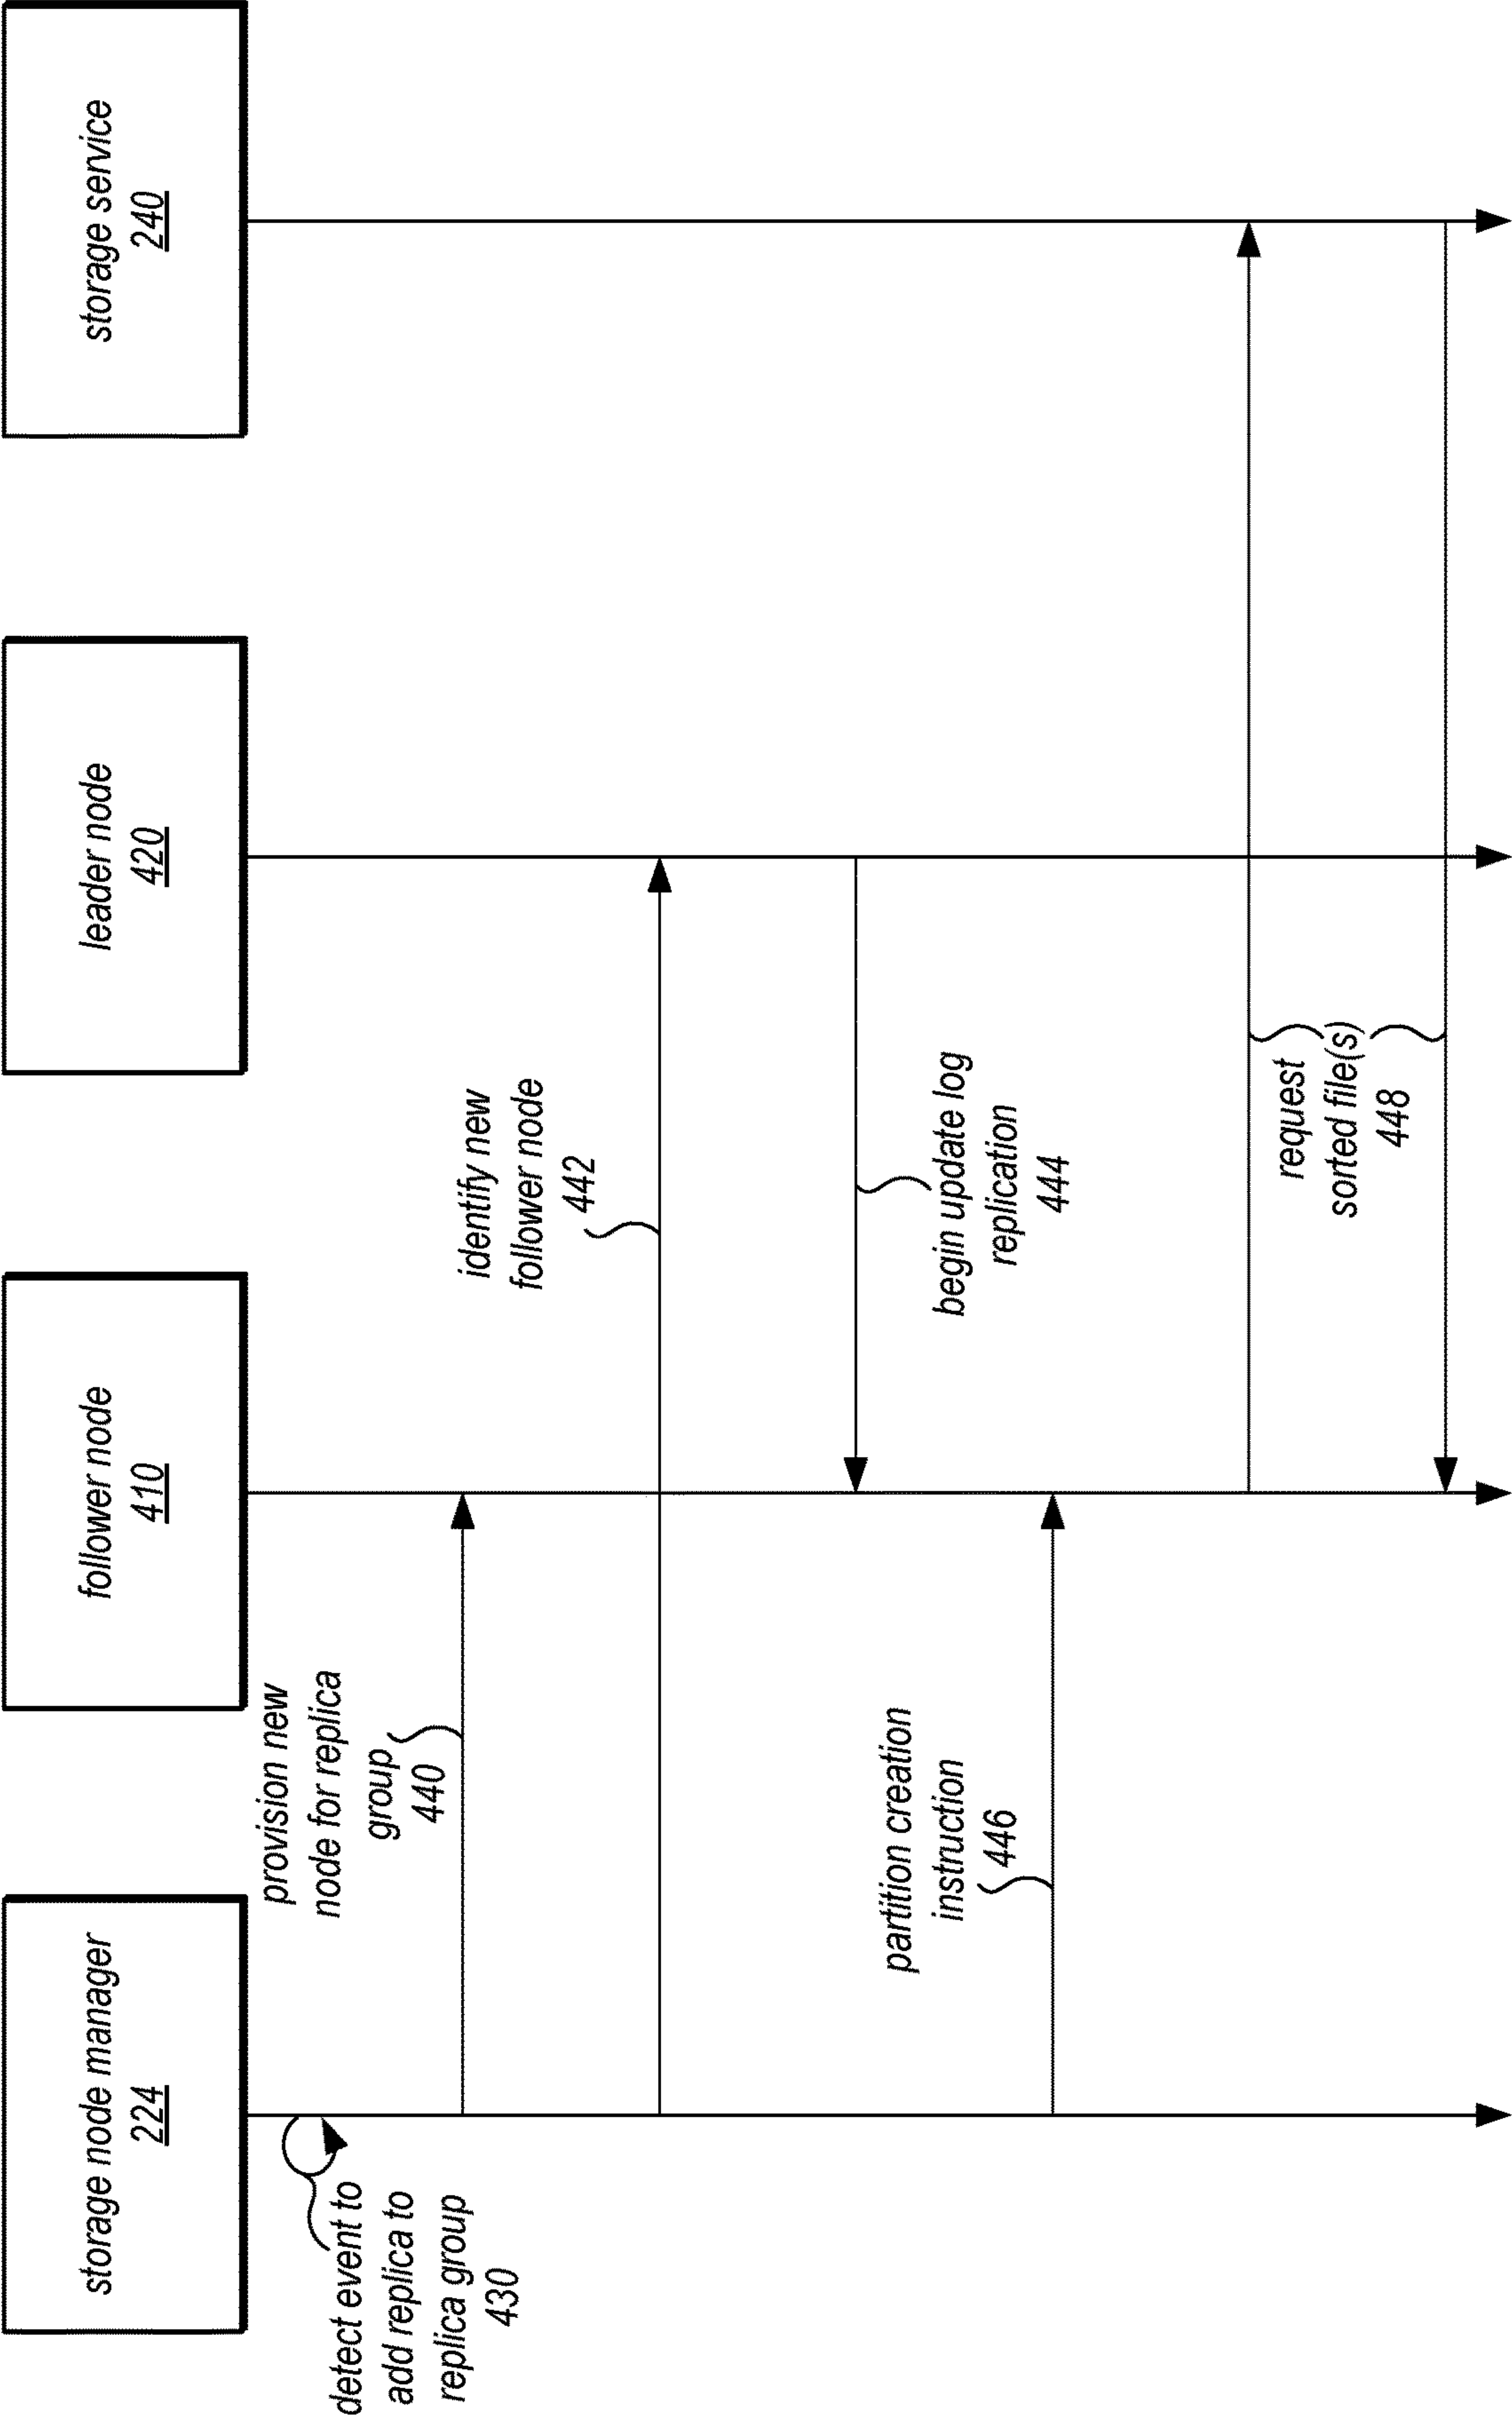 storage node manager
224
follower node
410
leader node
420
storage service
240
detect event to
add replica to
replica group
430
provision new
node for replica
group
440
identify new
follower node
442
begin update log
replication
444
partition creation
instruction
446
request
sorted file(s)
448